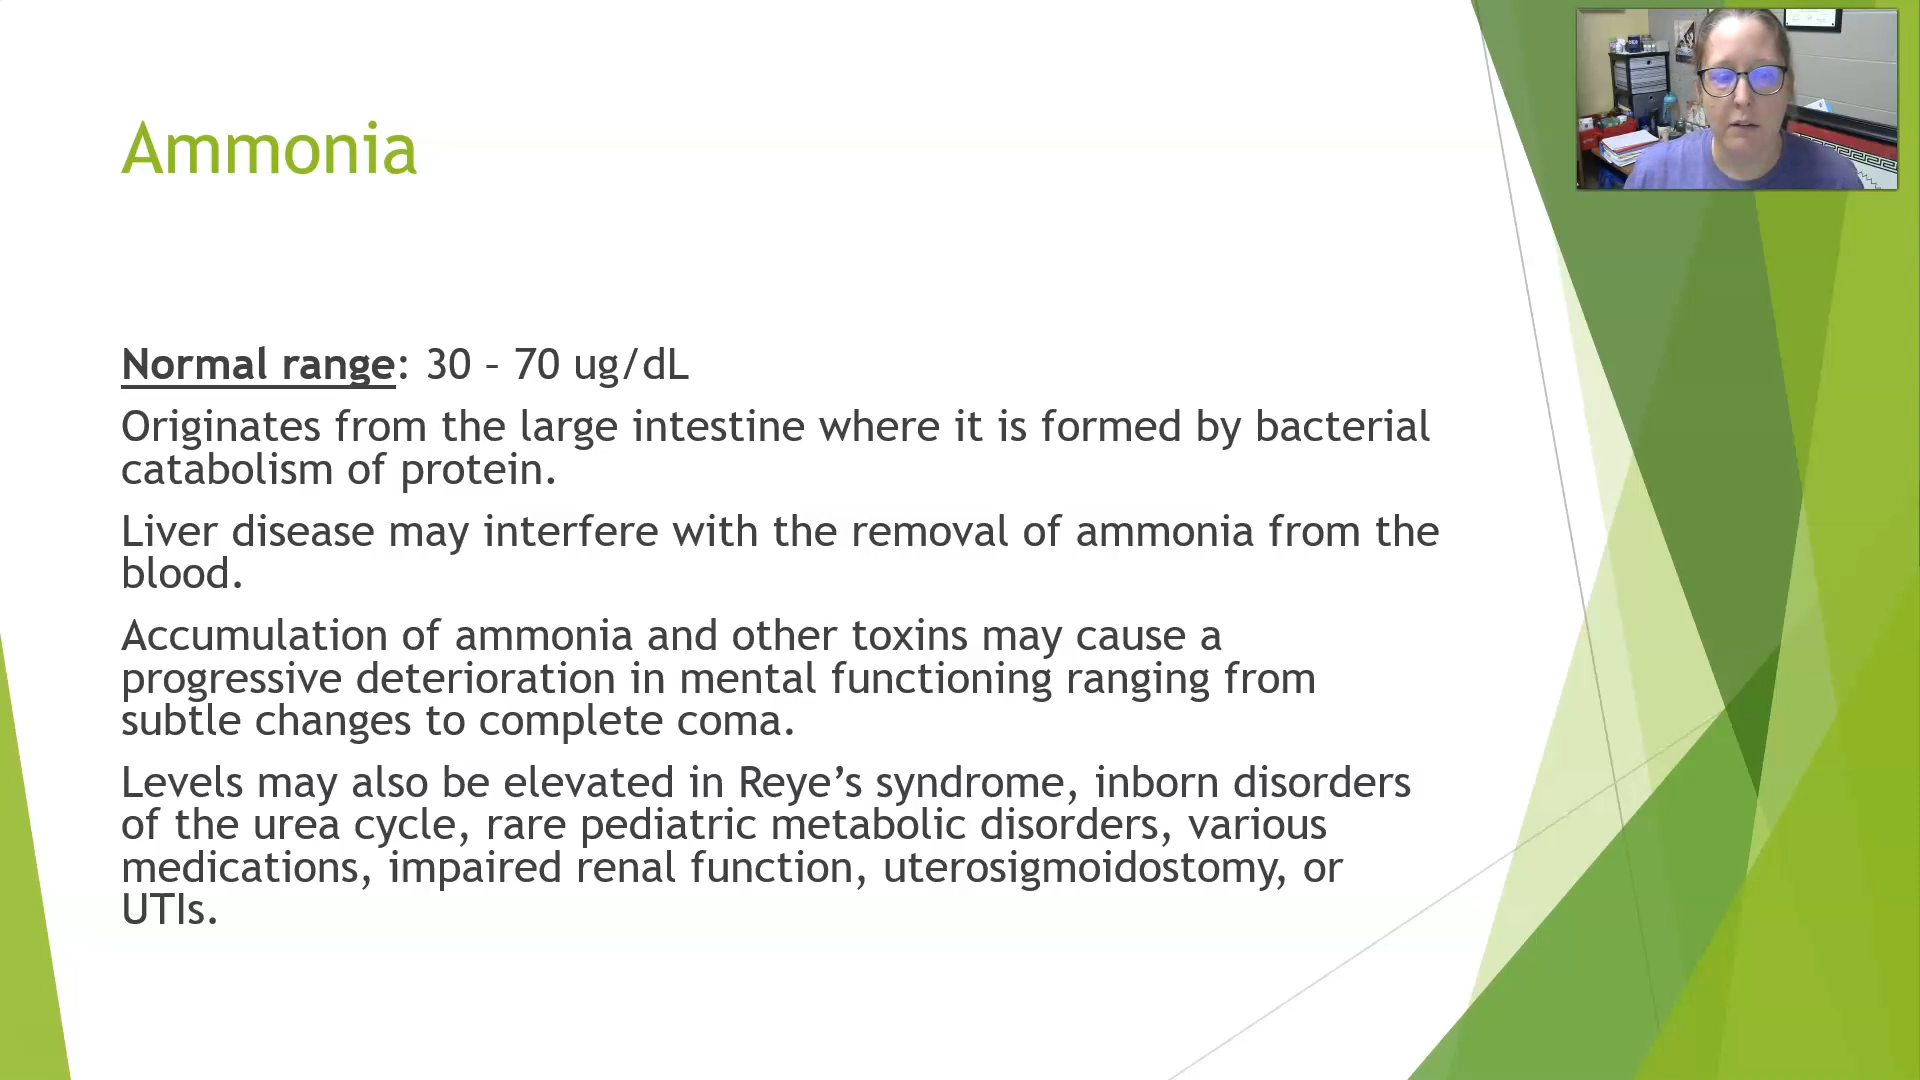 Ammonia
Normal range: 30 – 70 ug/dL
Originates from the large intestine where it is formed by bacterial
catabolism of protein.
Liver disease may interfere with the removal of ammonia from the
blood.
Accumulation of ammonia and other toxins may cause a
progressive deterioration in mental functioning ranging from
subtle changes to complete coma.
Levels may also be elevated in Reye’s syndrome, inborn disorders
of the urea cycle, rare pediatric metabolic disorders, various
medications, impaired renal function, uterosigmoidostomy, or
UTIs.